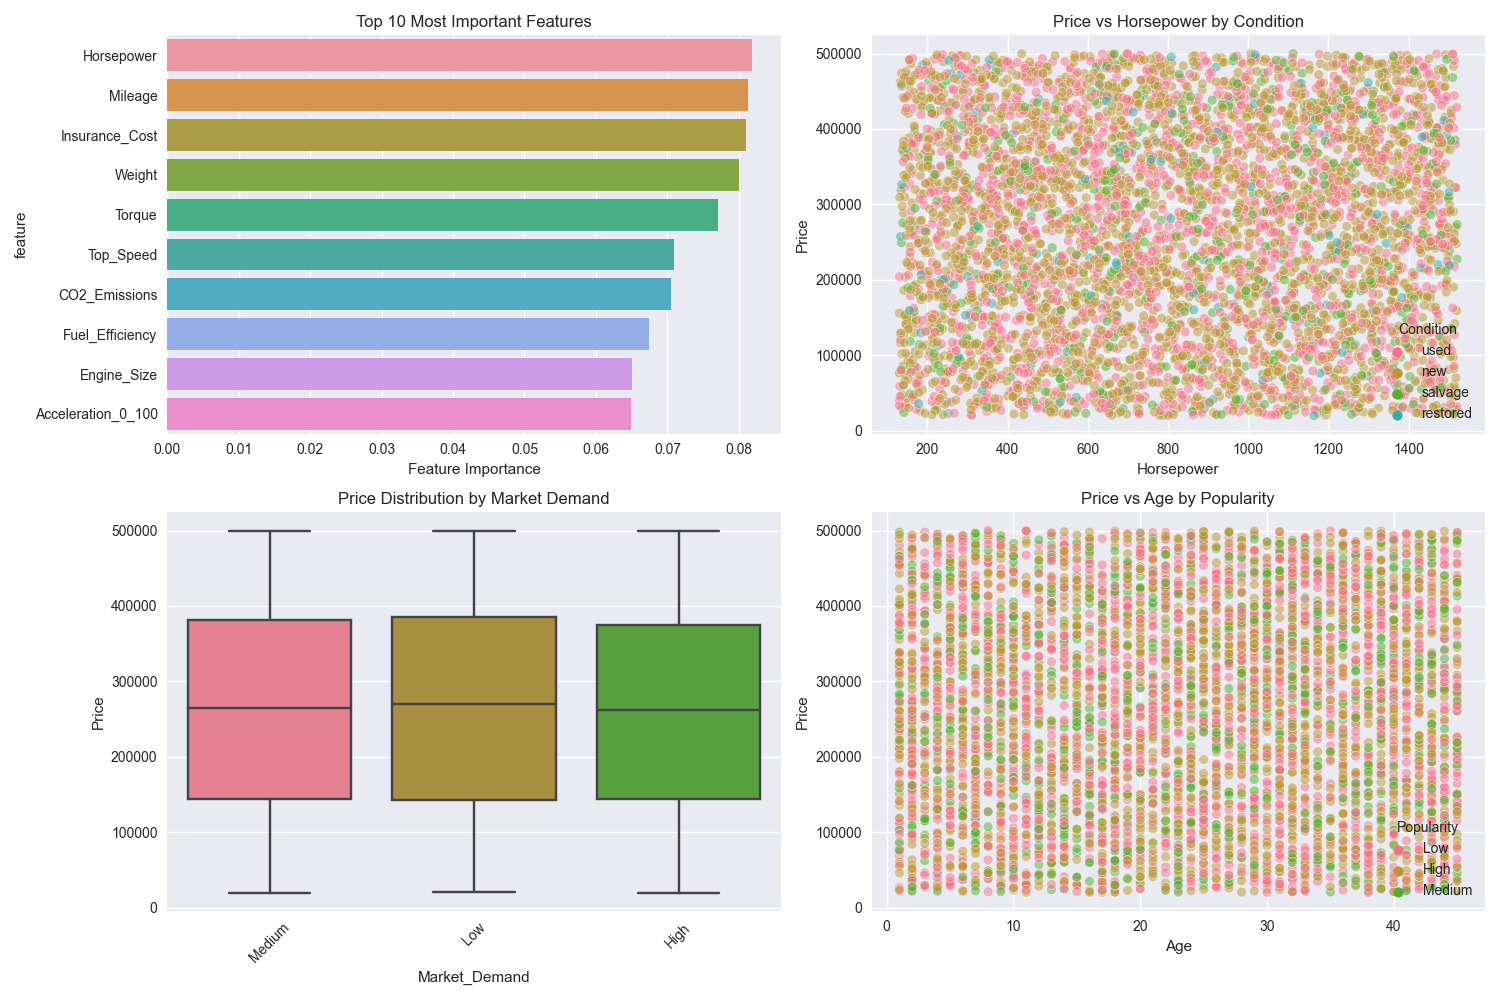 Top 10 Most Important Features
Horsepower
Mileage
Insurance_Cost
Weight
Torque
Top_Speed
CO2_Emissions
Fuel_Efficiency
Engine_Size
Acceleration_0_100
feature
0.00 0.01 0.02 0.03 0.04 0.05 0.06 0.07 0.08
Feature Importance
Price vs Horsepower by Condition
500000
400000
300000
200000
100000
0
Price
Condition
used
new
salvage
restored
200 400 600 800 1000 1200 1400
Horsepower
Price Distribution by Market Demand
500000
400000
300000
200000
100000
0
Price
Medium Low High
Market_Demand
Price vs Age by Popularity
500000
400000
300000
200000
100000
0
Price
Popularity
Low
High
Medium
0 10 20 30 40
Age